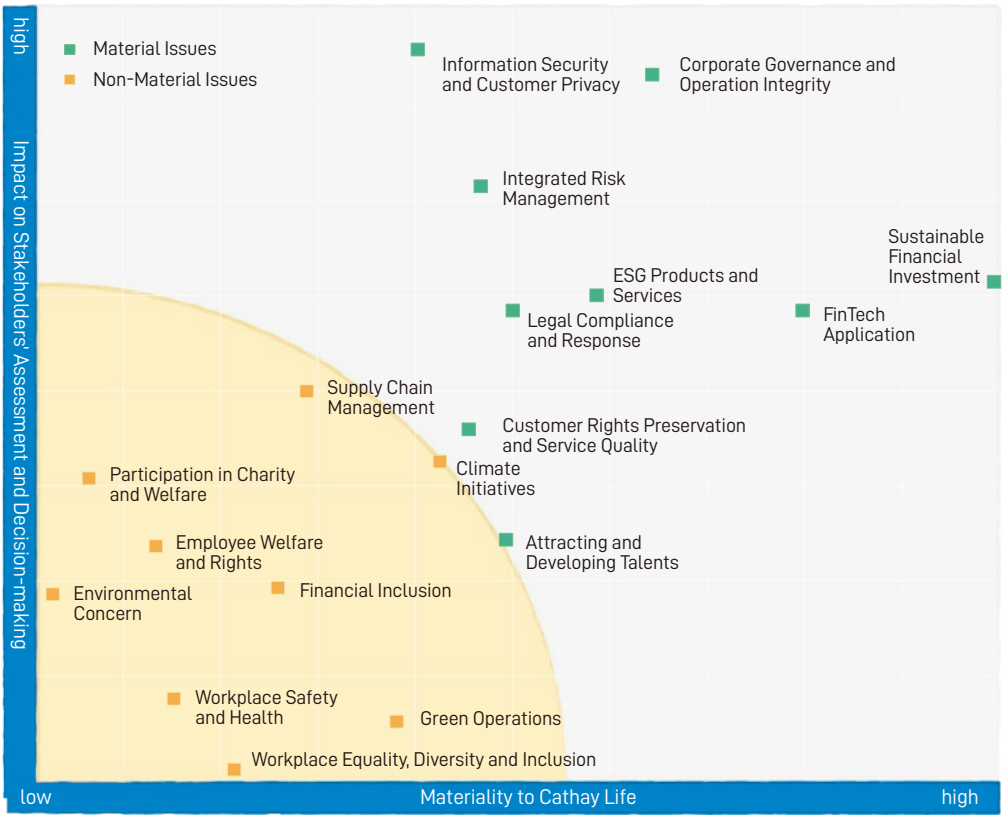 high
Impact on Stakeholders' Assessment and Decision-making
Material Issues
Non-Material Issues
Information Security
and Customer Privacy
Corporate Governance and
Operation Integrity
Integrated Risk
Management
Sustainable
Financial
Investment
ESG Products and
Services
Legal Compliance
and Response
FinTech
Application
Supply Chain
Management
Customer Rights Preservation
and Service Quality
Climate
Initiatives
Participation in Charity
and Welfare
Employee Welfare
and Rights
Attracting and
Developing Talents
Environmental
Concern
Financial Inclusion
Workplace Safety
and Health
Green Operations
Workplace Equality, Diversity and Inclusion
low
Materiality to Cathay Life
high